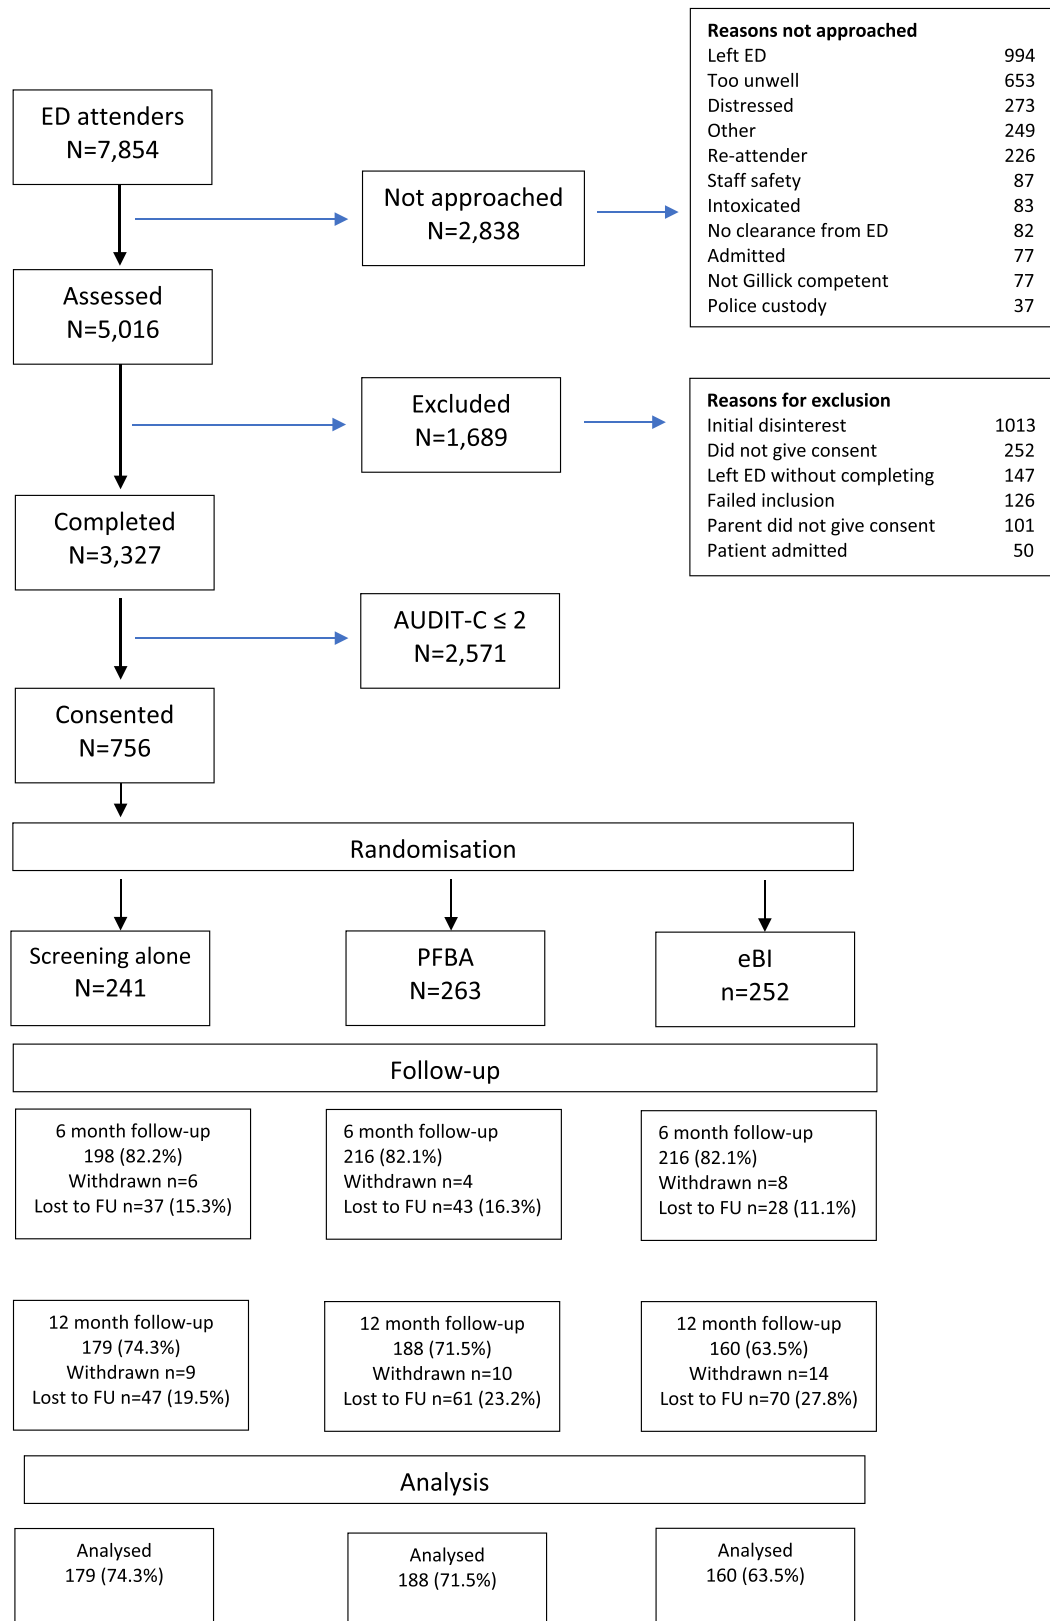 ED attenders
N=7,854
Not approached
N=2,838
Reasons not approached
Left ED 994
Too unwell 653
Distressed 273
Other 249
Re-attender 226
Staff safety 87
Intoxicated 83
No clearance from ED 82
Admitted 77
Not Gillick competent 77
Police custody 37
Assessed
N=5,016
Excluded
N=1,689
Reasons for exclusion
Initial disinterest 1013
Did not give consent 252
Left ED without completing 147
Failed inclusion 126
Parent did not give consent 101
Patient admitted 50
Completed
N=3,327
AUDIT-C ≤ 2
N=2,571
Consented
N=756
Randomisation
Screening alone
N=241
PFBA
N=263
eBI
n=252
Follow-up
6 month follow-up
198 (82.2%)
Withdrawn n=6
Lost to FU n=37 (15.3%)
6 month follow-up
216 (82.1%)
Withdrawn n=4
Lost to FU n=43 (16.3%)
6 month follow-up
216 (82.1%)
Withdrawn n=8
Lost to FU n=28 (11.1%)
12 month follow-up
179 (74.3%)
Withdrawn n=9
Lost to FU n=47 (19.5%)
12 month follow-up
188 (71.5%)
Withdrawn n=10
Lost to FU n=61 (23.2%)
12 month follow-up
160 (63.5%)
Withdrawn n=14
Lost to FU n=70 (27.8%)
Analysis
Analysed
179 (74.3%)
Analysed
188 (71.5%)
Analysed
160 (63.5%)